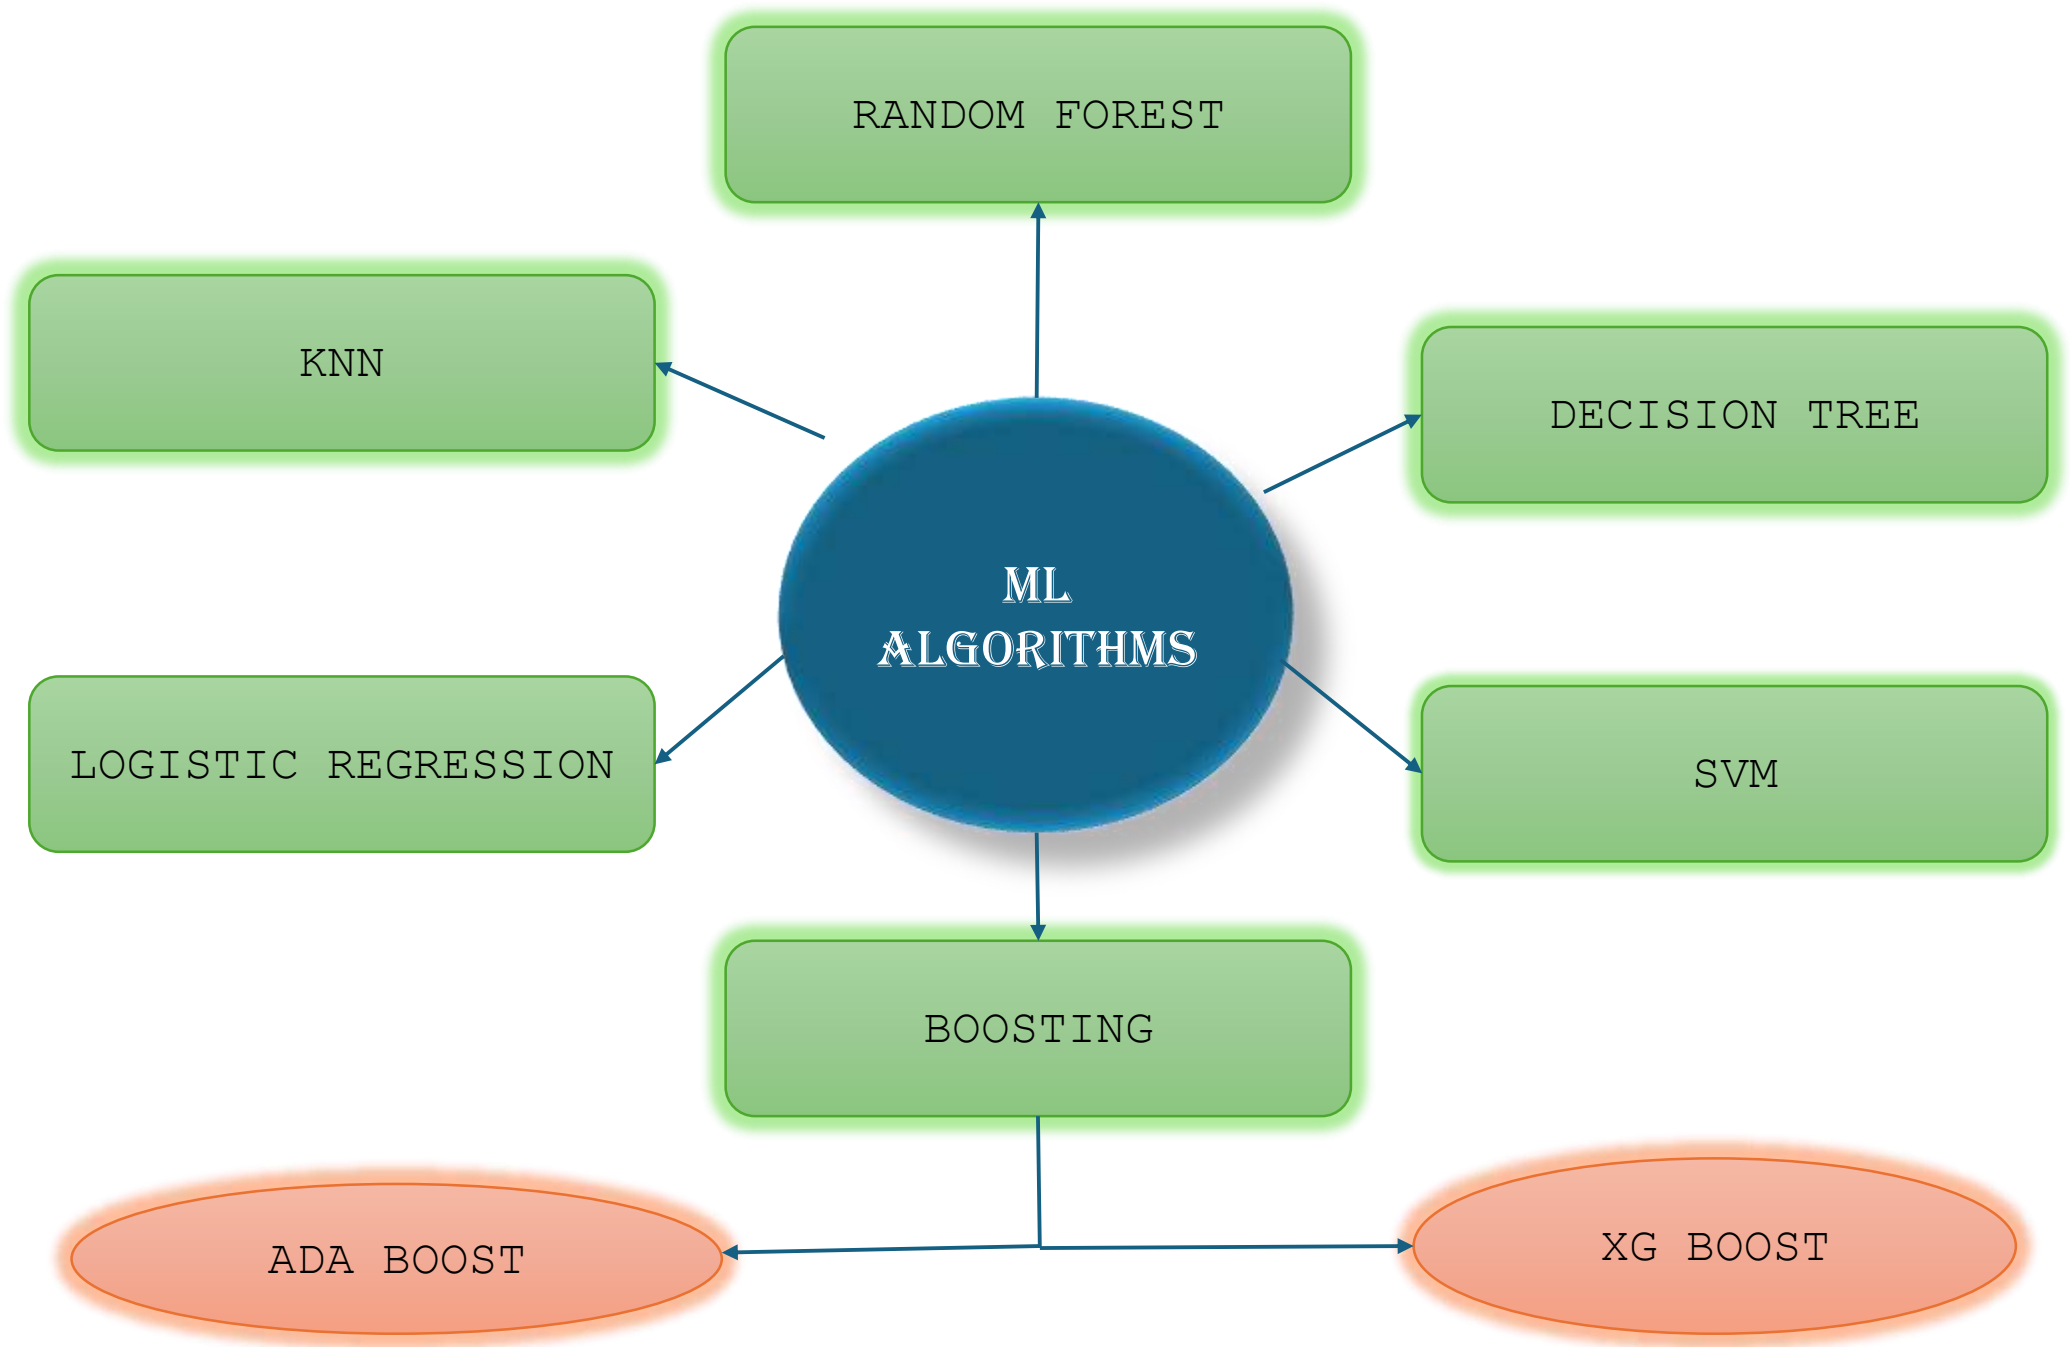 RANDOM FOREST
KNN
DECISION TREE
ML
ALGORITHMS
LOGISTIC REGRESSION
SVM
BOOSTING
ADA BOOST
XG BOOST